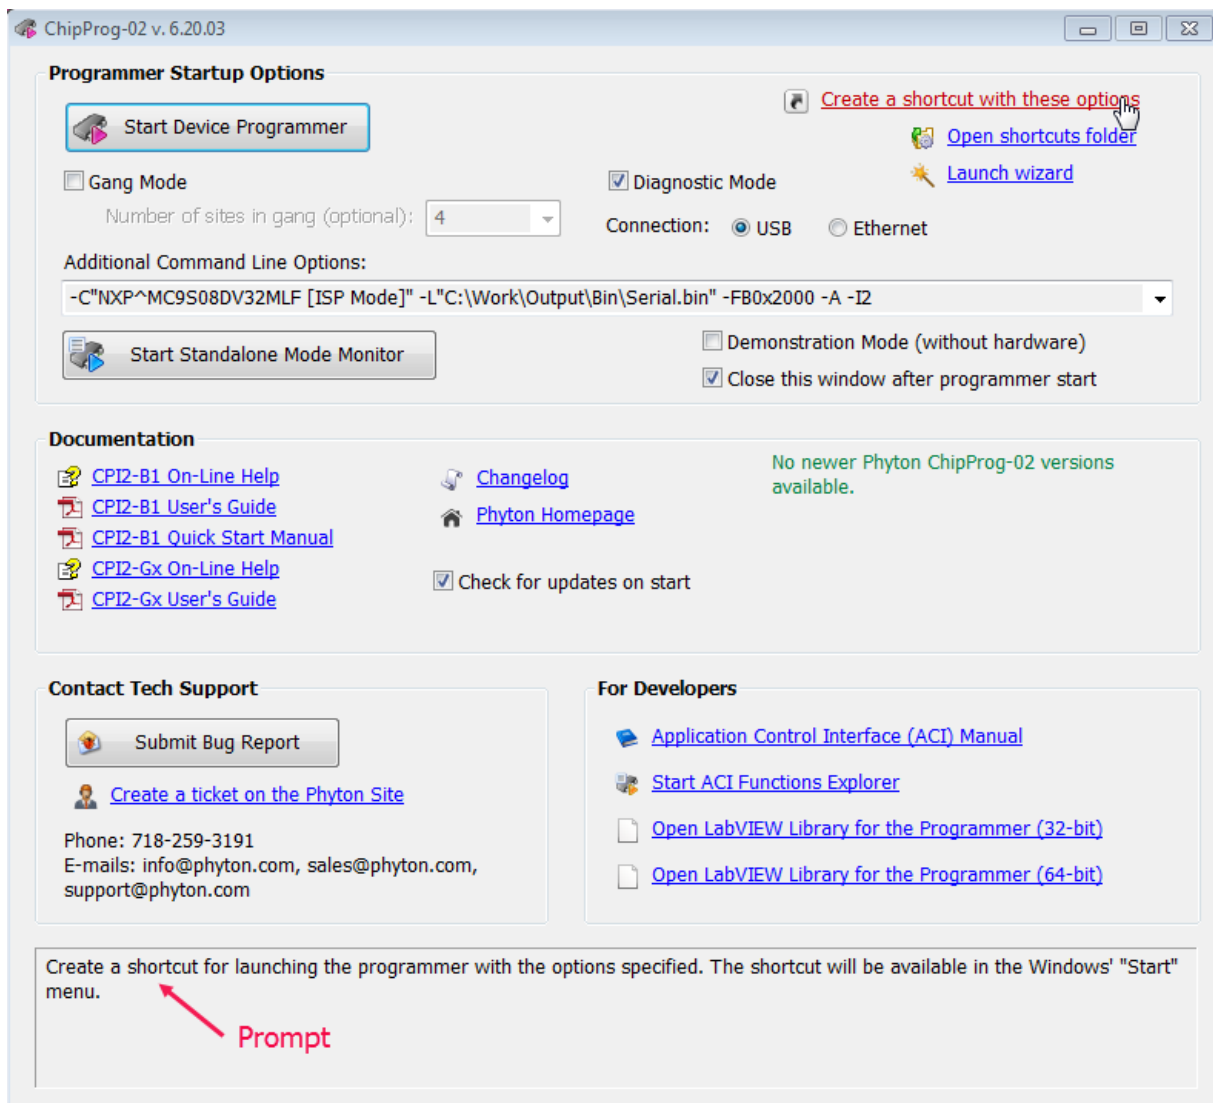 ChipProg-02 v. 6.20.03
Programmer Startup Options
Start Device Programmer
Create a shortcut with these options
Open shortcuts folder
Launch wizard
Gang Mode
Diagnostic Mode
Number of sites in gang (optional): 4
Connection: USB Ethernet
Additional Command Line Options:
-C"NXP^MC9S08DV32MLF [ISP Mode]" -L"C:\Work\Output\Bin\Serial.bin" -FB0x2000 -A -I2
Start Standalone Mode Monitor
Demonstration Mode (without hardware)
Close this window after programmer start
Documentation
CPI2-B1 On-Line Help
CPI2-B1 User's Guide
CPI2-B1 Quick Start Manual
CPI2-Gx On-Line Help
CPI2-Gx User's Guide
Changelog
Phyton Homepage
Check for updates on start
No newer Phyton ChipProg-02 versions
available.
Contact Tech Support
Submit Bug Report
Create a ticket on the Phyton Site
Phone: 718-259-3191
E-mails: info@phyton.com, sales@phyton.com,
support@phyton.com
For Developers
Application Control Interface (ACI) Manual
Start ACI Functions Explorer
Open LabVIEW Library for the Programmer (32-bit)
Open LabVIEW Library for the Programmer (64-bit)
Create a shortcut for launching the programmer with the options specified. The shortcut will be available in the Windows' "Start"
menu.
Prompt